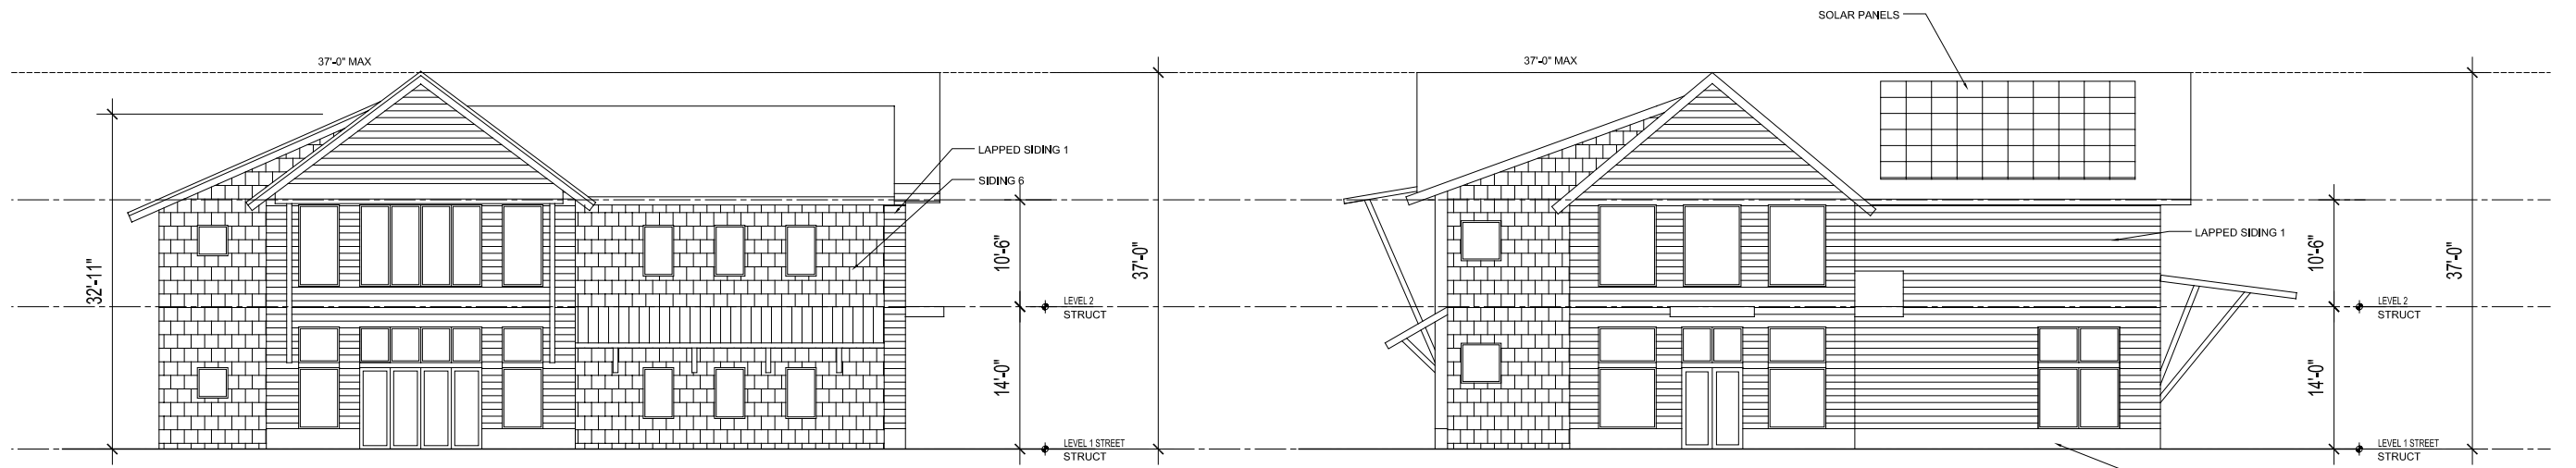 SOLAR PANELS
37'-0" MAX
37'-0" MAX
LAPPED SIDING 1
SIDING 6
LAPPED SIDING 1
32'-11"
10'-6"
37'-0"
10'-6"
37'-0"
LEVEL 2
STRUCT
LEVEL 2
STRUCT
14'-0"
14'-0"
LEVEL 1 STREET
STRUCT
LEVEL 1 STREET
STRUCT